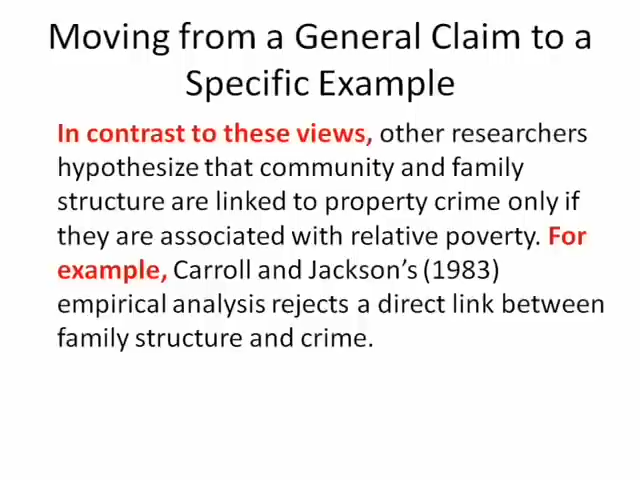 Moving from a General Claim to a
Specific Example
In contrast to these views, other researchers
hypothesize that community and family
structure are linked to property crime only if
they are associated with relative poverty. For
example, Carroll and Jackson's (1983)
empirical analysis rejects a direct link between
family structure and crime.